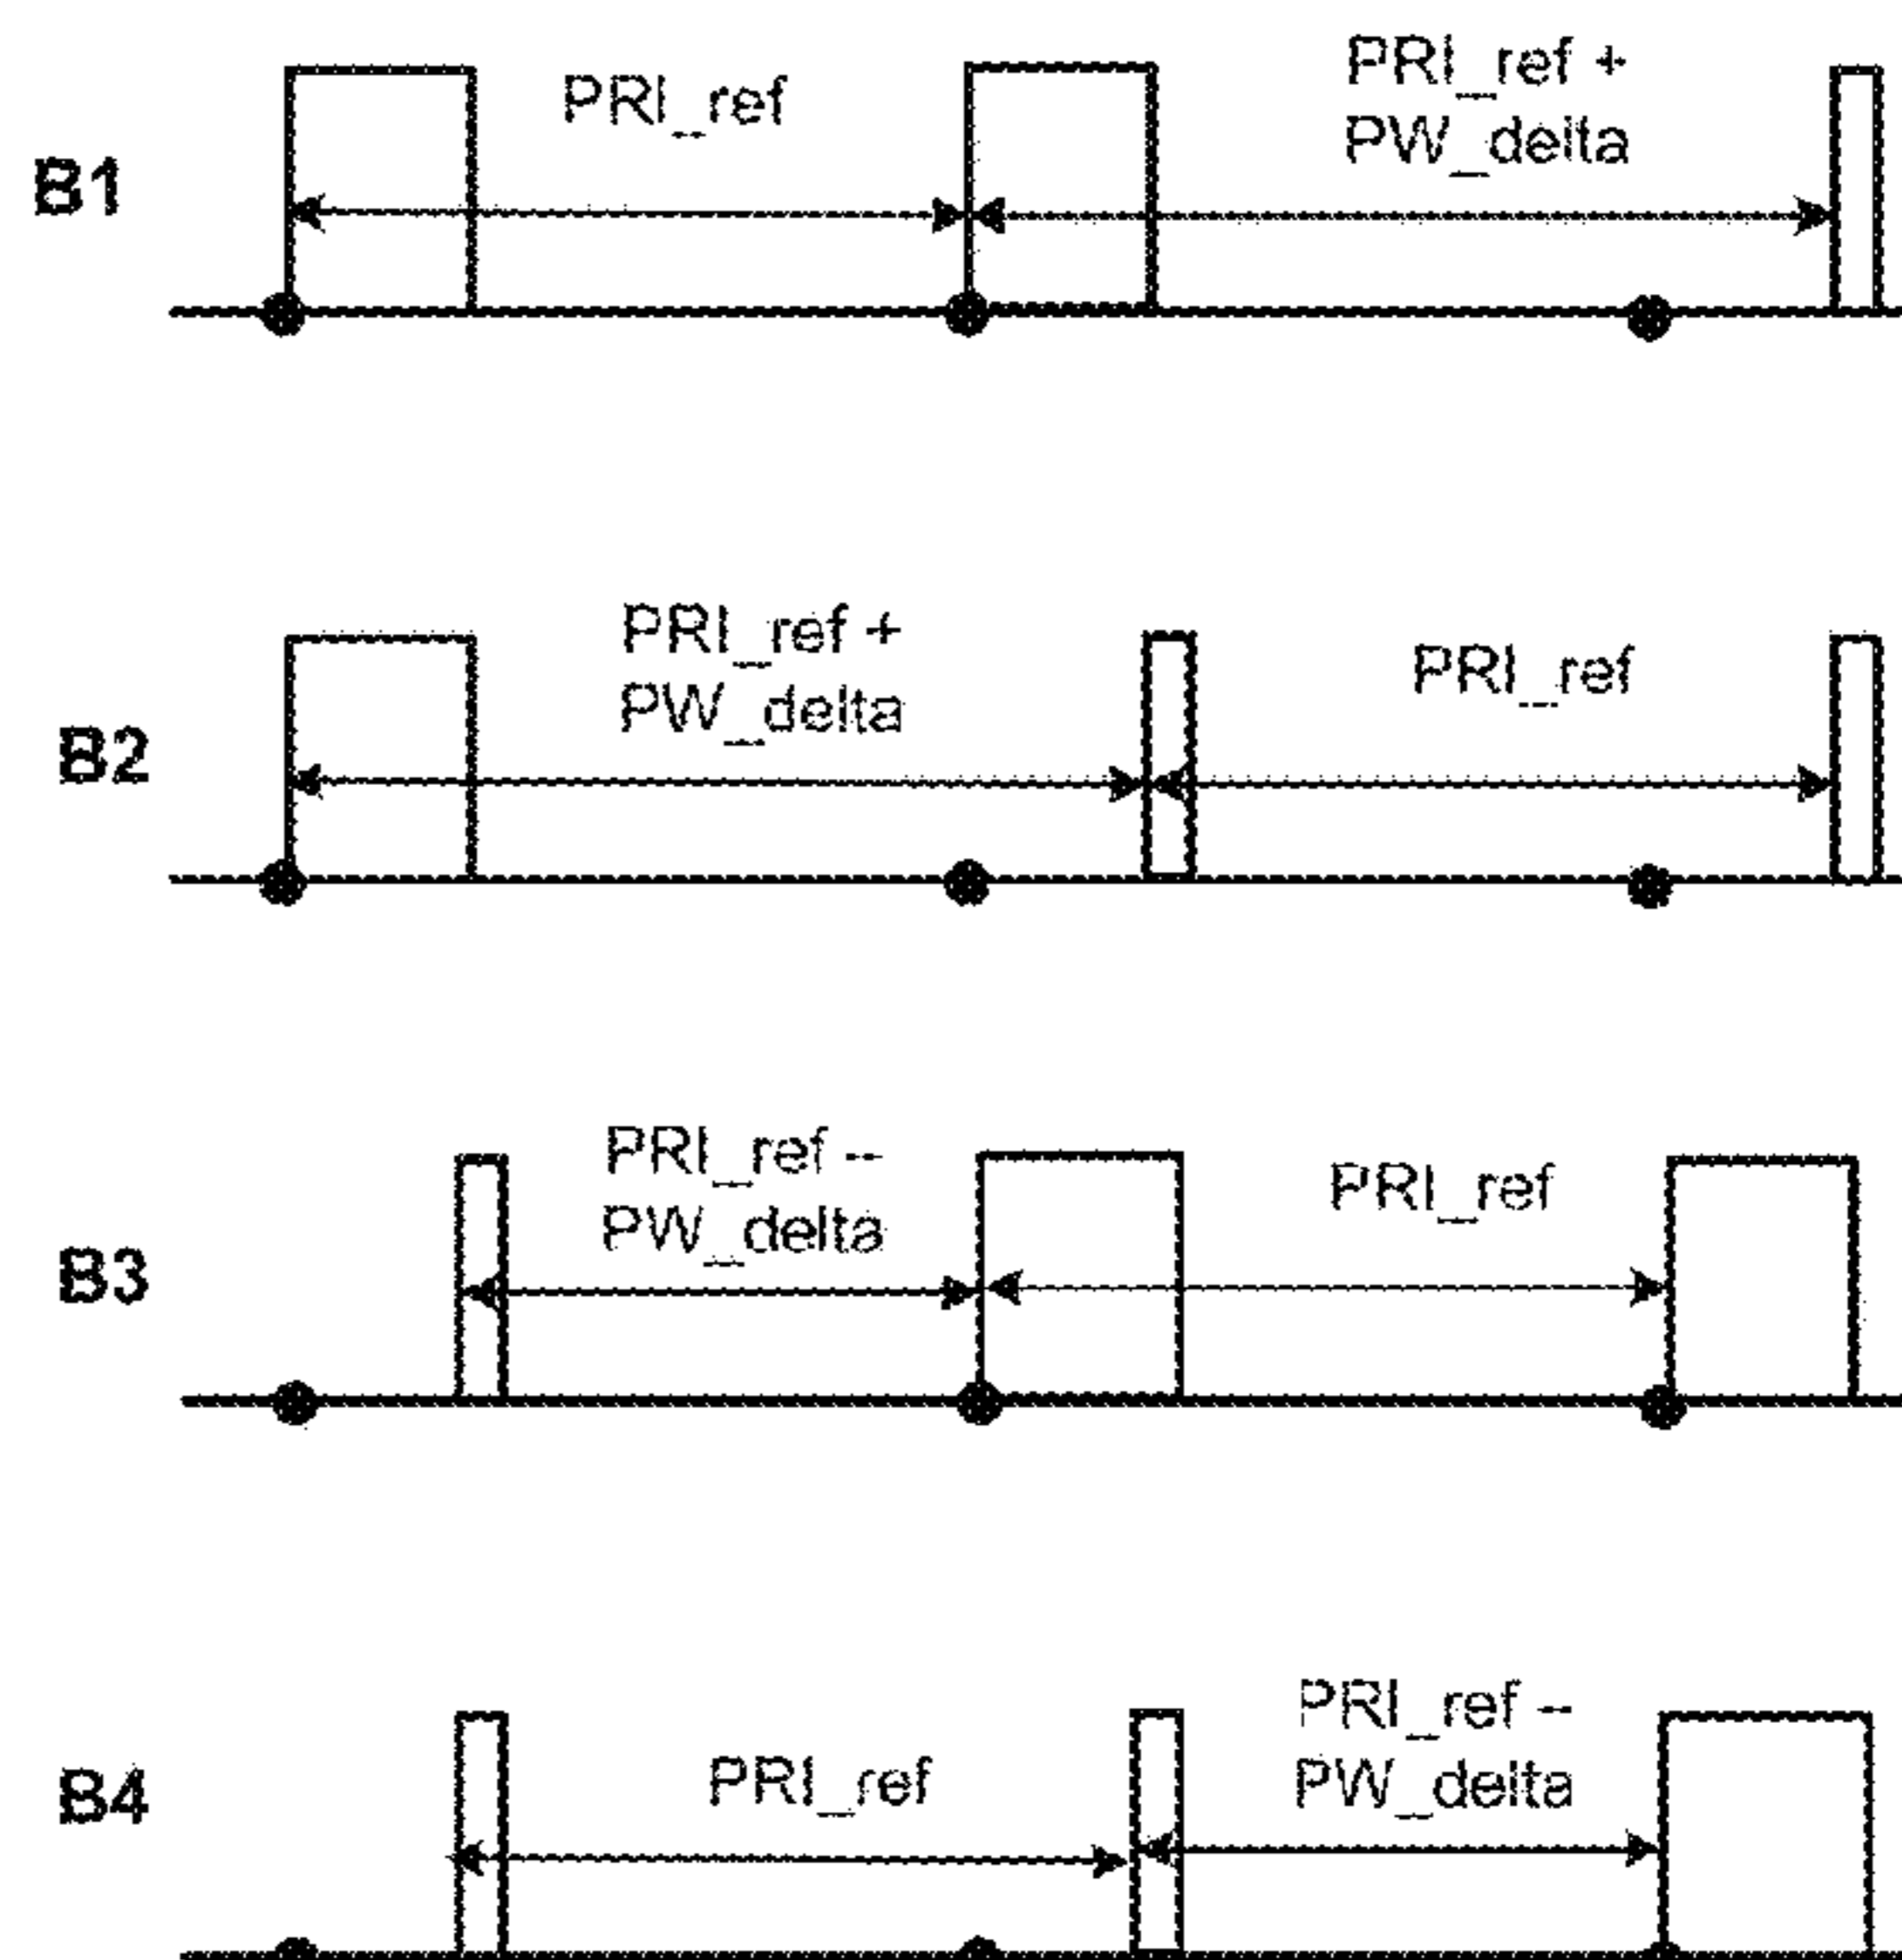 B1
PRI_ref
PRI_ref +
PW_delta
B2
PRI_ref +
PW_delta
PRI_ref
B3
PRI_ref --
PW_delta
PRI_ref
B4
PRI_ref
PRI_ref --
PW_delta